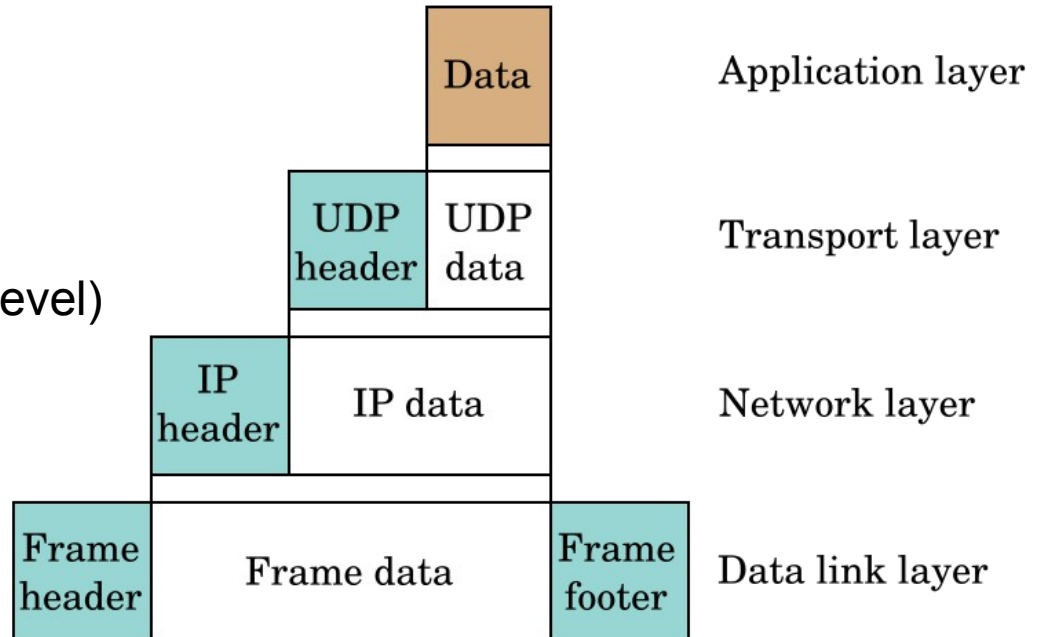 Data
Application layer
UDP
header
UDP
data
Transport layer
evel)
IP
header
IP data
Network layer
Frame
header
Frame data
Frame
footer
Data link layer